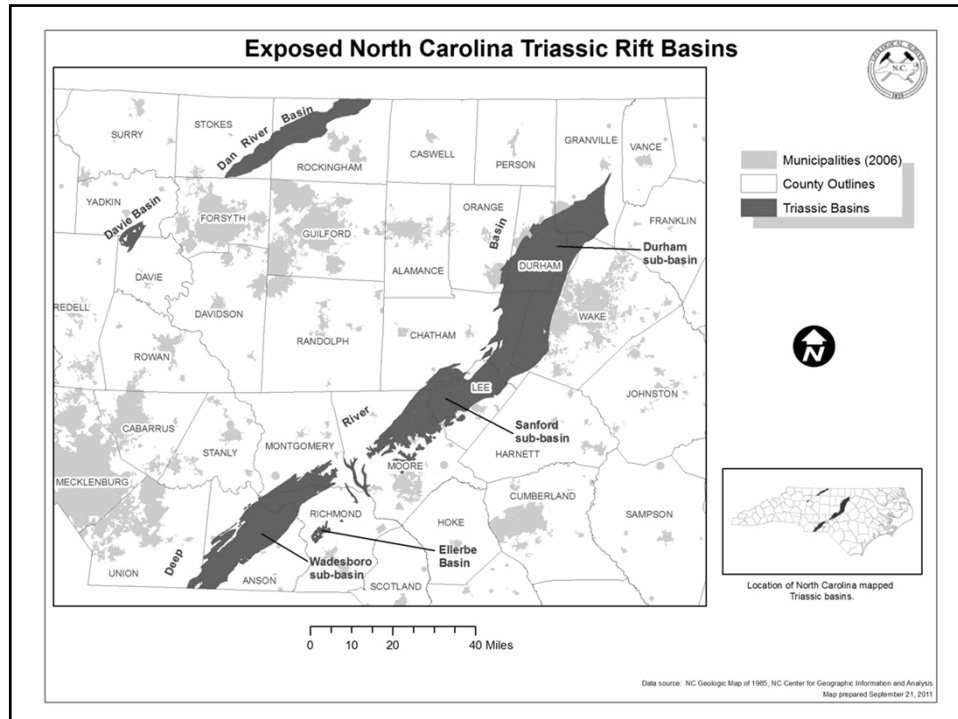 Exposed North Carolina Triassic Rift Basins
GEOLOGICAL SURVEY
N.C.
1823
SURRY
STOKES
Dan River Basin
ROCKINGHAM
CASWELL
PERSON
GRANVILLE
VANCE
YADKIN
Davie Basin
FORSYTH
GUILFORD
ORANGE
Basin
FRANKLIN
ALAMANCE
DURHAM
Durham
sub-basin
DAVIE
REDELL
DAVIDSON
RANDOLPH
CHATHAM
WAKE
ROWAN
LEE
JOHNSTON
CABARRUS
STANLY
MONTGOMERY
River
Sanford
sub-basin
HARNETT
MECKLENBURG
MOORE
CUMBERLAND
SAMPSON
RICHMOND
HOKE
UNION
Deep
ANSON
Wadesboro
sub-basin
Ellerbe
Basin
SCOTLAND
Municipalities (2006)
County Outlines
Triassic Basins
N
Location of North Carolina mapped
Triassic basins.
0 10 20 40 Miles
Data source: NC Geologic Map of 1985, NC Center for Geographic Information and Analysis
Map prepared September 21, 2011